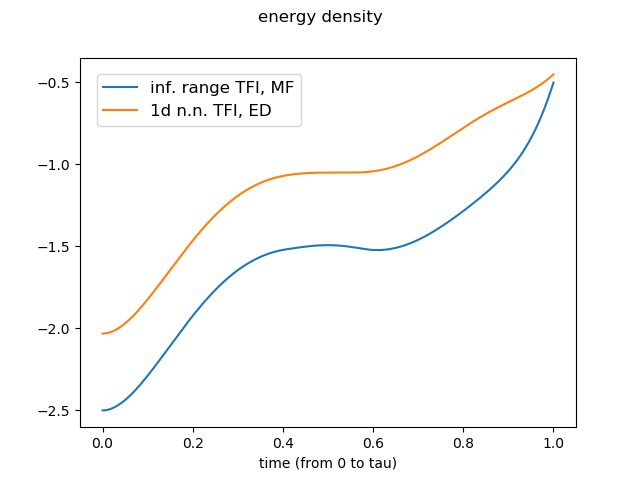 energy density
inf. range TFI, MF
1d n.n. TFI, ED
−0.5
−1.0
−1.5
−2.0
−2.5
0.0 0.2 0.4 0.6 0.8 1.0
time (from 0 to tau)